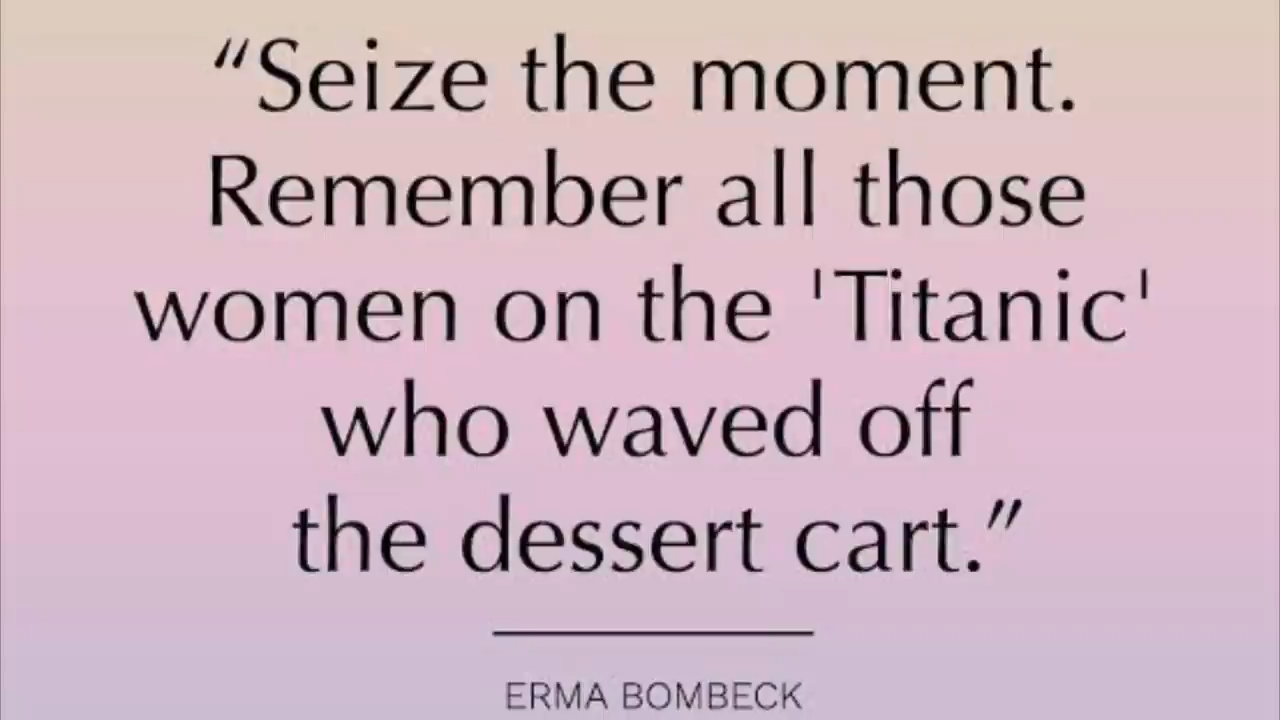 “Seize the moment.
Remember all those
women on the 'Titanic'
who waved off
the dessert cart.”
ERMA BOMBECK